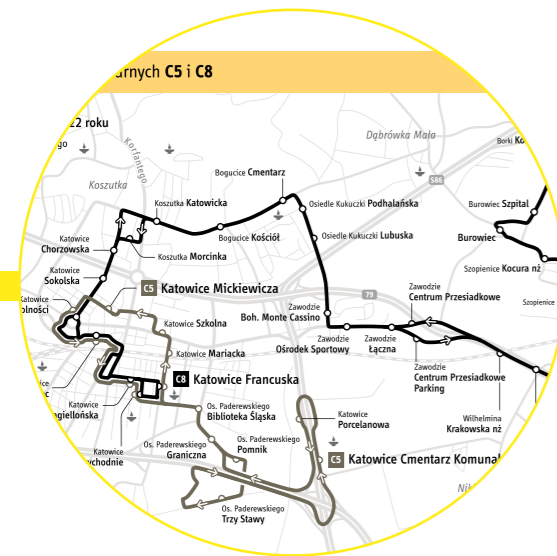 arnych C5 i C8
22 roku
Korfantego
Dąbrówka Mała
Koszutka
S86
Bogucice Cmentarz
Koszutka Katowicka
Osiedle Kukuczki Podhalańska
Burowiec Szpital
Katowice
Chorzowska
Bogucice Kościół
Osiedle Kukuczki Lubuska
Burowiec
Koszutka Morcinka
Szopienice Kocura nż
Katowice
Sokolska
C5 Katowice Mickiewicza
79
Zawodzie
Centrum Przesiadkowe
Szopienice
Katowice
olności
Zawodzie
Boh. Monte Cassino
Katowice Szkolna
Zawodzie
Ośrodek Sportowy
Zawodzie
Łączna
Katowice Mariacka
Zawodzie
Centrum Przesiadkowe
Parking
C8 Katowice Francuska
Katowice
giellońska
Os. Paderewskiego
Biblioteka Śląska
Katowice
Porcelanowa
Wilhelmina
Krakowska nż
Katowice
ychodnie
Os. Paderewskiego
Graniczna
Os. Paderewskiego
Pomnik
C5 Katowice Cmentarz Komunal
Os. Paderewskiego
Trzy Stawy